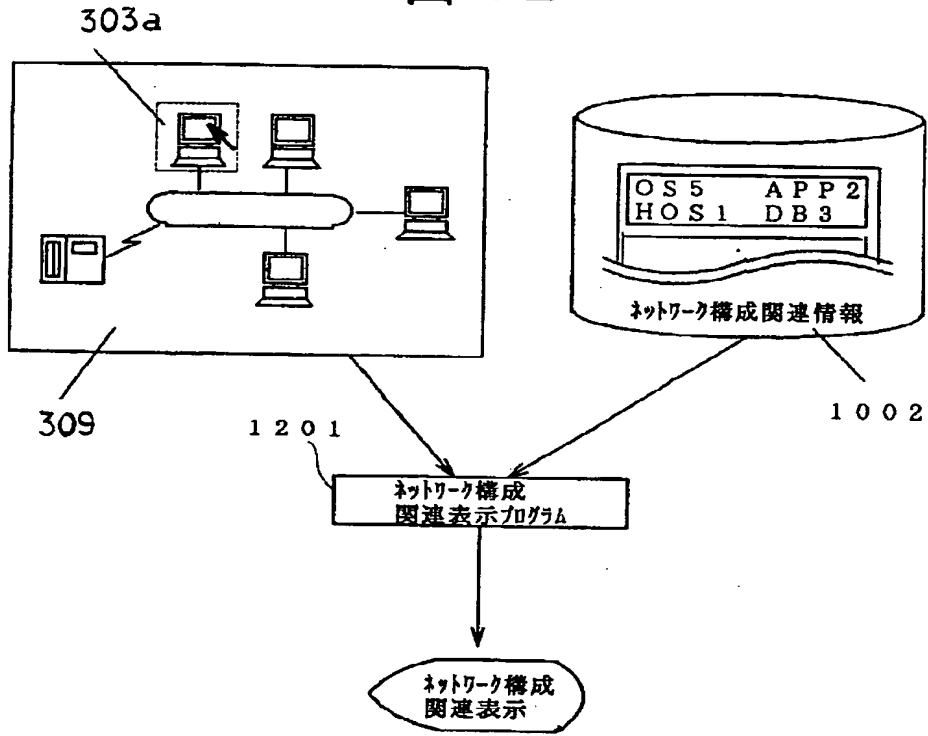 303a
OS5 APP2
HOS1 DB3
ﾈｯﾄﾜｰｸ構成関連情報
309
1201
1002
ﾈｯﾄﾜｰｸ構成
関連表示ﾌﾟﾛｸﾞﾗﾑ
ﾈｯﾄﾜｰｸ構成
関連表示